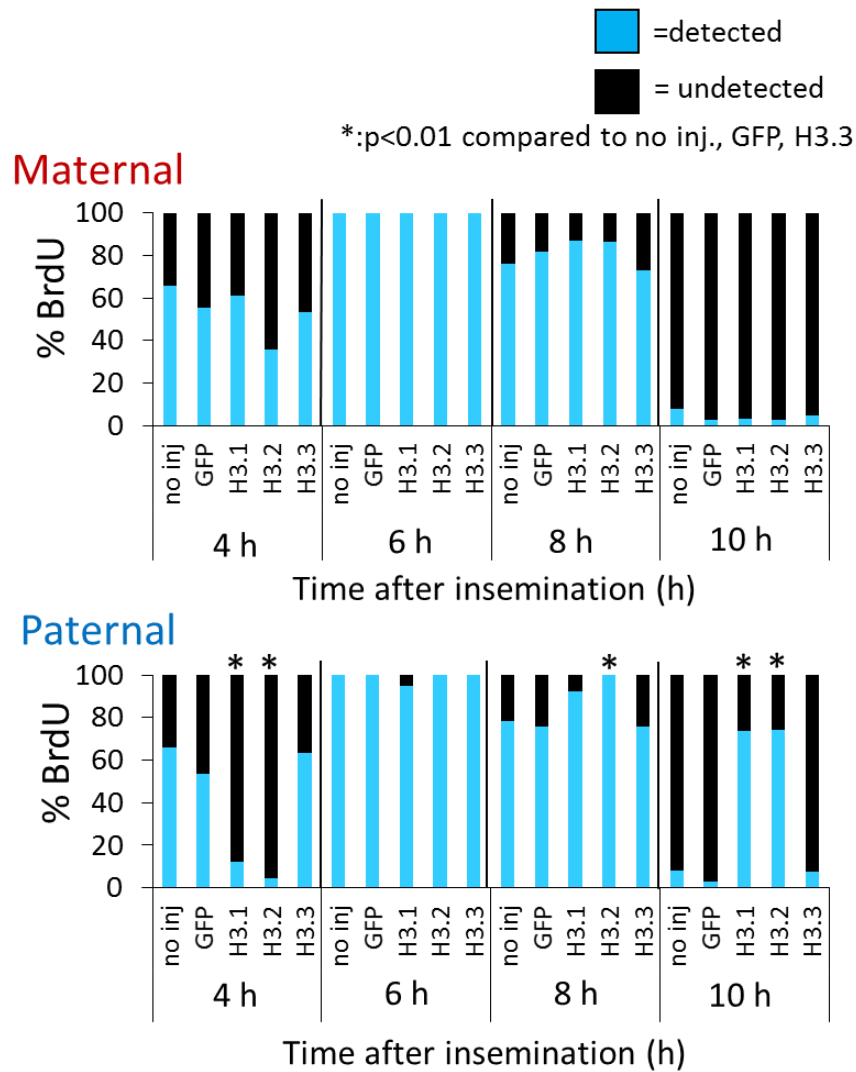 =detected
= undetected
*:p<0.01 compared to no inj., GFP, H3.3
Maternal
% BrdU
100
80
60
40
20
0
no inj GFP H3.1 H3.2 H3.3 no inj GFP H3.1 H3.2 H3.3 no inj GFP H3.1 H3.2 H3.3 no inj GFP H3.1 H3.2 H3.3
4 h 6 h 8 h 10 h
Time after insemination (h)
Paternal
* * * * *
% BrdU
100
80
60
40
20
0
no inj GFP H3.1 H3.2 H3.3 no inj GFP H3.1 H3.2 H3.3 no inj GFP H3.1 H3.2 H3.3 no inj GFP H3.1 H3.2 H3.3
4 h 6 h 8 h 10 h
Time after insemination (h)